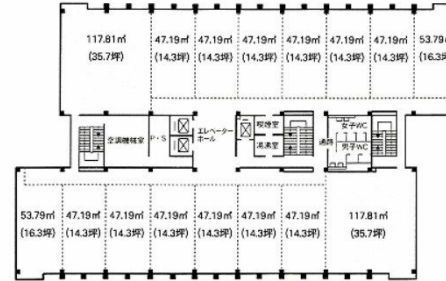 117.81㎡ 47.19㎡ 47.19㎡ 47.19㎡ 47.19㎡ 47.19㎡ 47.19㎡ 53.79㎡
(35.7坪) (14.3坪) (14.3坪) (14.3坪) (14.3坪) (14.3坪) (14.3坪) (16.3坪)
空調機械室
P・S
エレベーター
ホール
喫煙室
湯沸室
通路
女子WC
男子WC
53.79㎡ 47.19㎡ 47.19㎡ 47.19㎡ 47.19㎡ 47.19㎡ 47.19㎡ 117.81㎡
(16.3坪) (14.3坪) (14.3坪) (14.3坪) (14.3坪) (14.3坪) (14.3坪) (35.7坪)